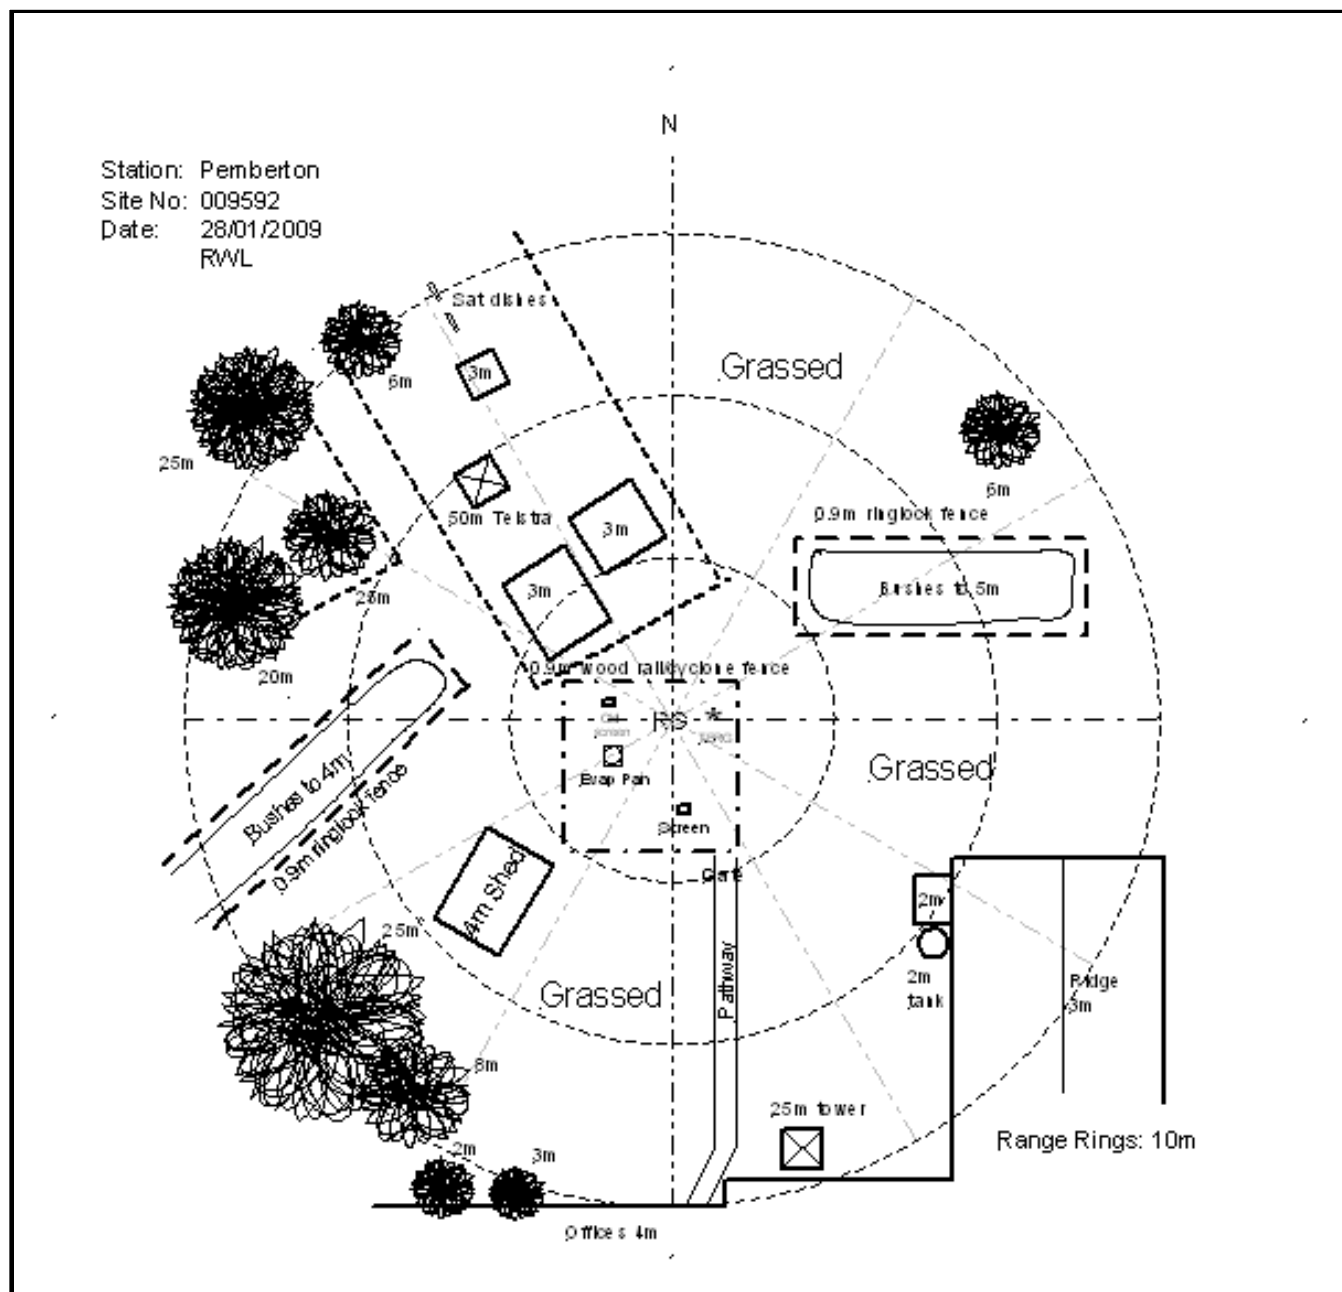 N
Station: Pemberton
Site No: 009592
Date: 28/01/2009
RWL
Sat dishes
3m
6m
Grassed
25m
6m
50m Telstra
0.9m ringlock fence
3m
3m
Bushes to 5m
20m
0.9m wood rail/cyclone fence
RS
Evap Pan
Screen
Grassed
Bushes to 4m
0.9m ringlock fence
Gate
4m Shed
25m
2m
Pathway
2m
tank
Ridge
3m
Grassed
8m
25m tower
Range Rings: 10m
2m
3m
Offices 4m